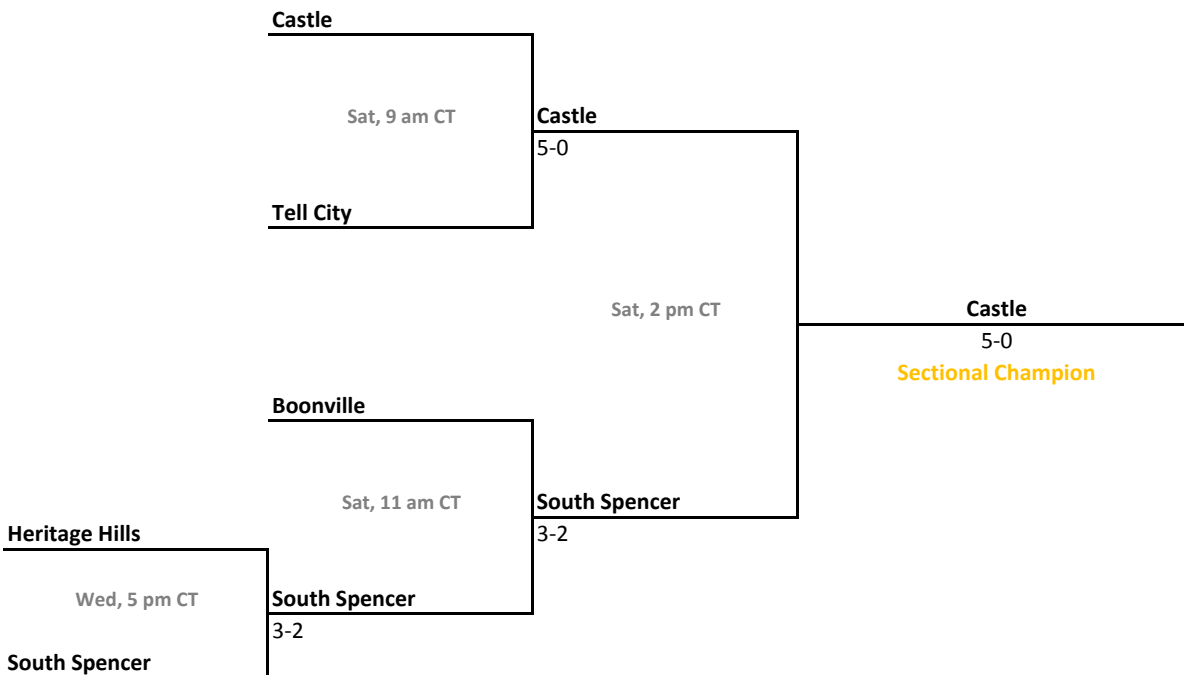 Castle
Sat, 9 am CT
Castle
5-0
Tell City
Sat, 2 pm CT
Castle
5-0
Sectional Champion
Boonville
Sat, 11 am CT
South Spencer
3-2
Heritage Hills
Wed, 5 pm CT
South Spencer
3-2
South Spencer